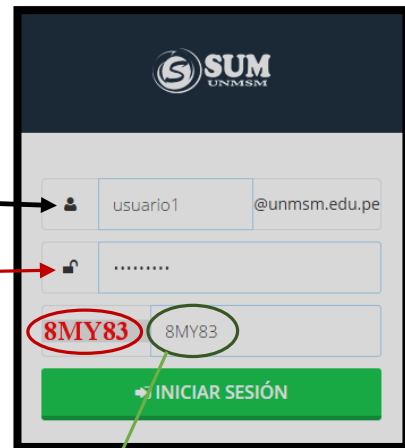 SUM
UNMSM
usuario1 @unmsm.edu.pe
.........
8MY83 8MY83
INICIAR SESIÓN